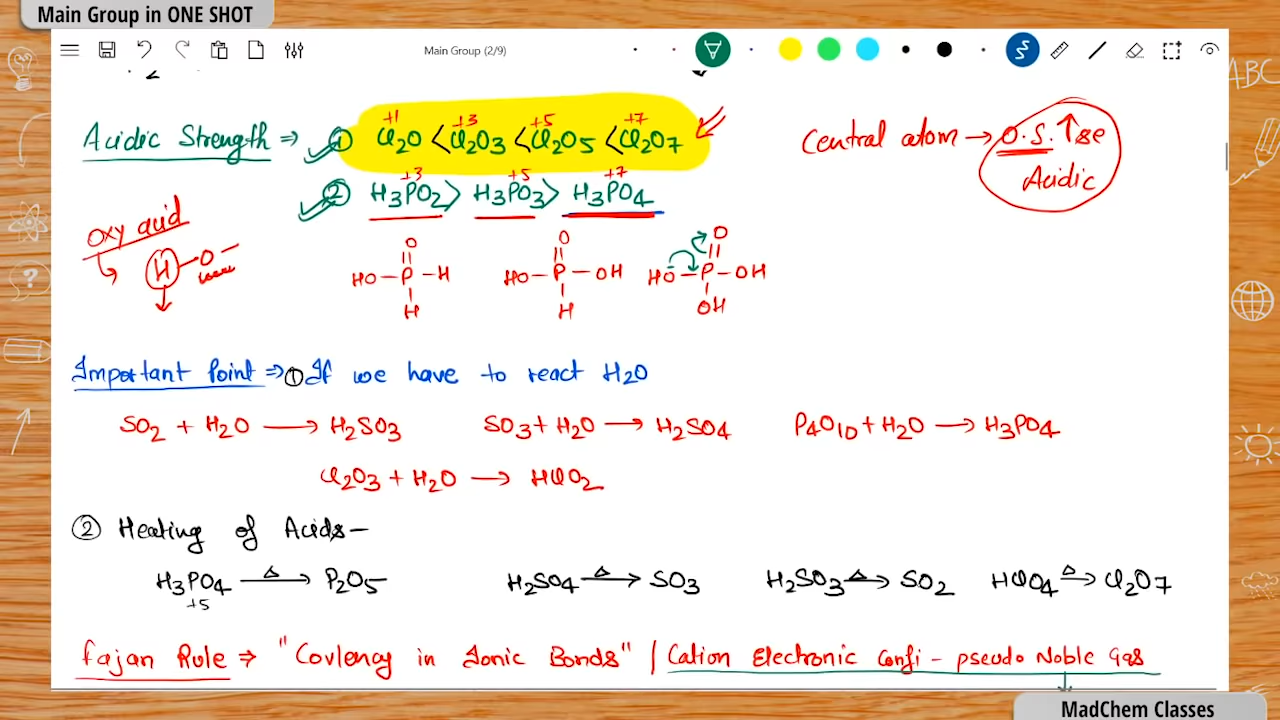 Main Group in ONE SHOT
Main Group (2/9)
ABC
Acidic Strength ⇒ ① Cl2O < Cl2O3 < Cl2O5 < Cl2O7
+1 +3 +5 +7
Central atom → O.S. ↑ se
Acidic
② H3PO2 > H3PO3 > H3PO4
+3 +5 +7
Oxy acid
H-O-
O O O
HO-P-H HO-P-OH HO-P-OH
H H OH
Important Point ⇒ ① If we have to react H2O
SO2 + H2O → H2SO3 SO3 + H2O → H2SO4 P4O10 + H2O → H3PO4
Cl2O3 + H2O → HClO2
② Heating of Acids-
H3PO4 Δ→ P2O5 H2SO4 Δ→ SO3 H2SO3 Δ→ SO2 HClO4 Δ→ Cl2O7
+5
Fajan Rule ⇒ "Covlency in Ionic Bonds" / Cation Electronic Confi - pseudo Noble Gas
MadChem Classes